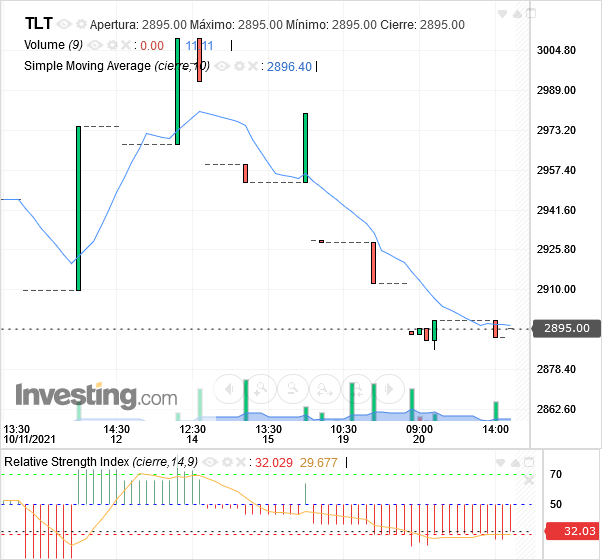 TLT Apertura: 2895.00 Máximo: 2895.00 Mínimo: 2895.00 Cierre: 2895.00
Volume (9) : 0.00 11.11
Simple Moving Average (cierre,10) : 2896.40
3004.80
2989.00
2973.20
2957.40
2941.60
2925.80
2910.00
2895.00
2878.40
2862.60
Investing.com
13:30 14:30 12:30 13:30 13:30 09:00 14:00
10/11/2021 12 14 15 19 20
Relative Strength Index (cierre,14,9) : 32.029 29.677
70
50
32.03